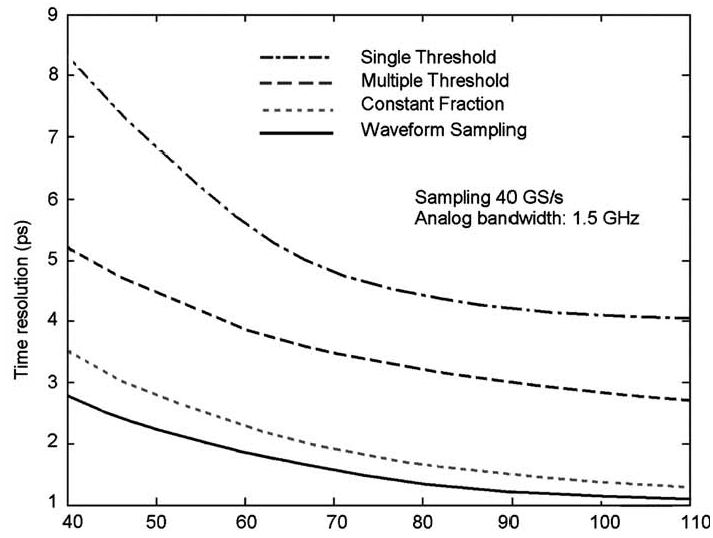 9
8
7
6
5
4
3
2
1
Time resolution (ps)
Single Threshold
Multiple Threshold
Constant Fraction
Waveform Sampling
Sampling 40 GS/s
Analog bandwidth: 1.5 GHz
40 50 60 70 80 90 100 110